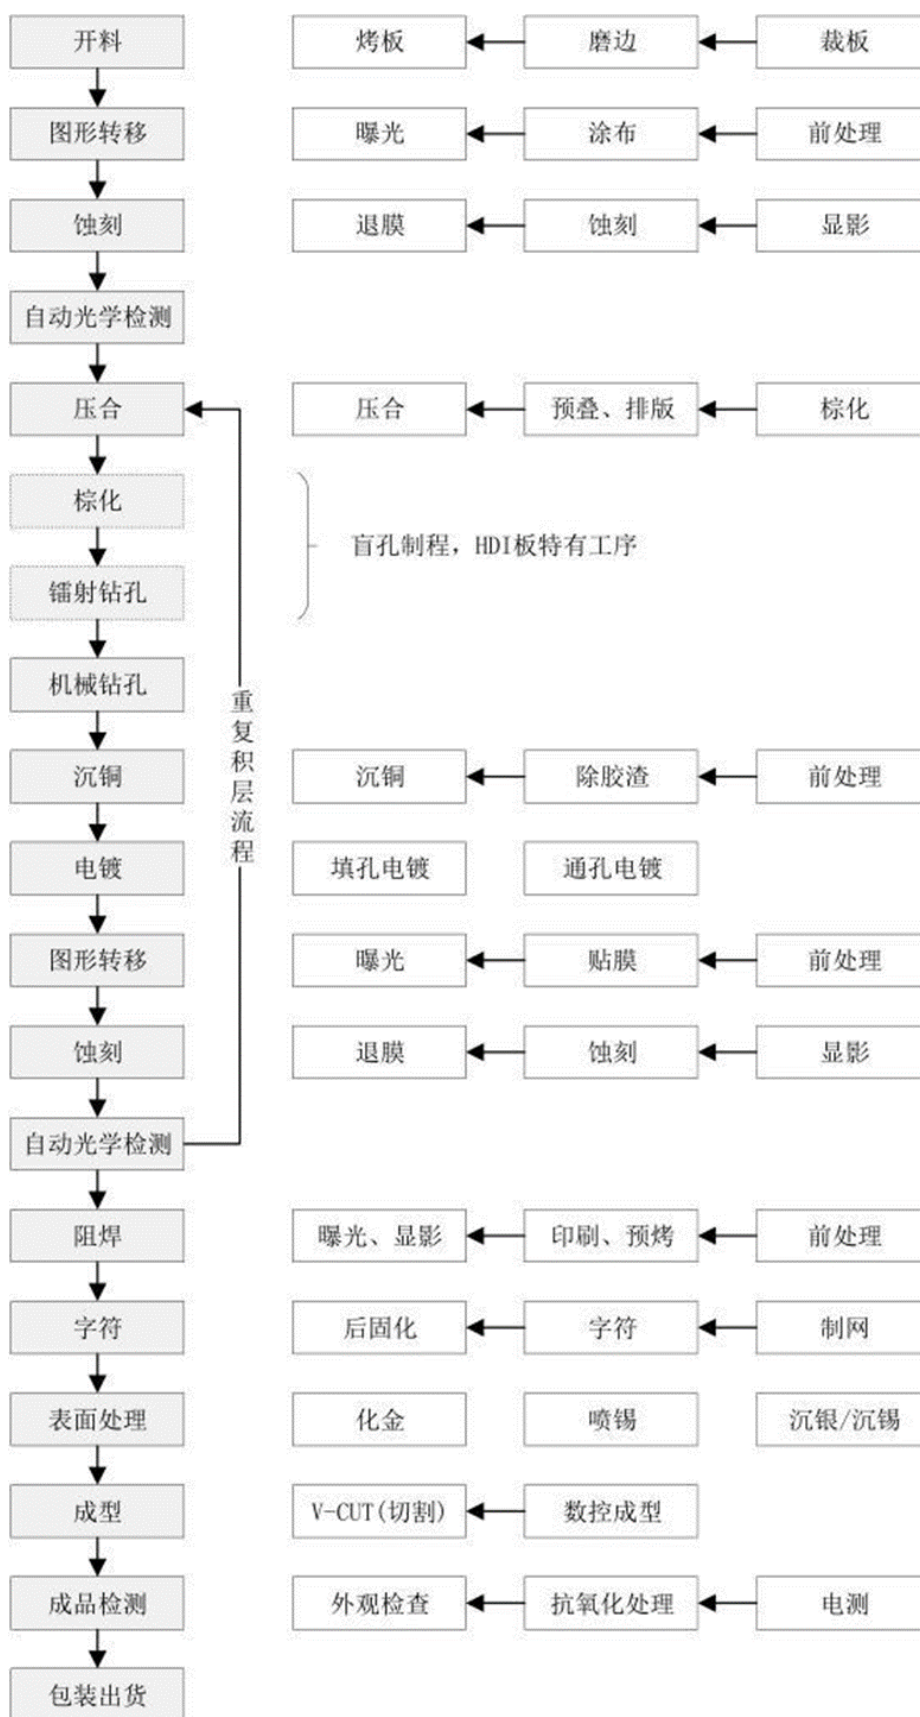 开料
烤板
磨边
裁板
图形转移
曝光
涂布
前处理
蚀刻
退膜
蚀刻
显影
自动光学检测
压合
压合
预叠、排版
棕化
棕化
盲孔制程，HDI板特有工序
镭射钻孔
机械钻孔
重复积层流程
沉铜
沉铜
除胶渣
前处理
电镀
填孔电镀
通孔电镀
图形转移
曝光
贴膜
前处理
蚀刻
退膜
蚀刻
显影
自动光学检测
阻焊
曝光、显影
印刷、预烤
前处理
字符
后固化
字符
制网
表面处理
化金
喷锡
沉银/沉锡
成型
V-CUT(切割)
数控成型
成品检测
外观检查
抗氧化处理
电测
包装出货